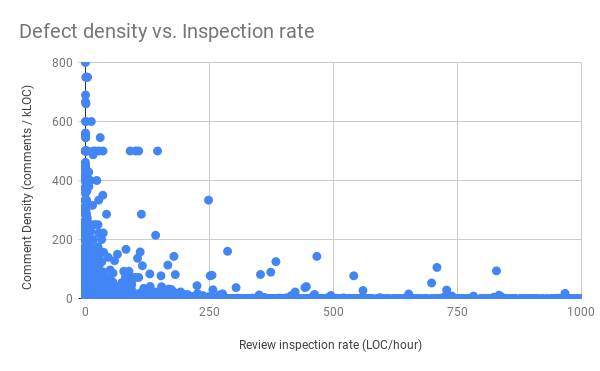 Defect density vs. Inspection rate
Comment Density (comments / kLOC)
800
600
400
200
0
0 250 500 750 1000
Review inspection rate (LOC/hour)